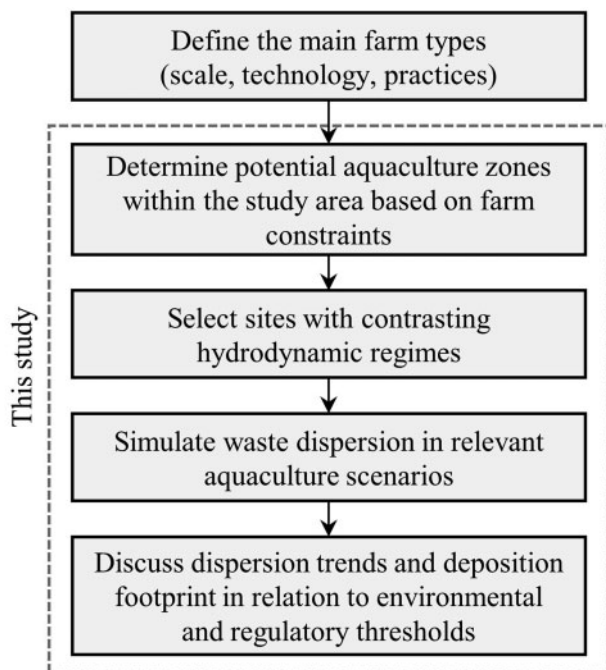 Define the main farm types
(scale, technology, practices)
Determine potential aquaculture zones
within the study area based on farm
constraints
Select sites with contrasting
hydrodynamic regimes
Simulate waste dispersion in relevant
aquaculture scenarios
Discuss dispersion trends and deposition
footprint in relation to environmental
and regulatory thresholds
This study